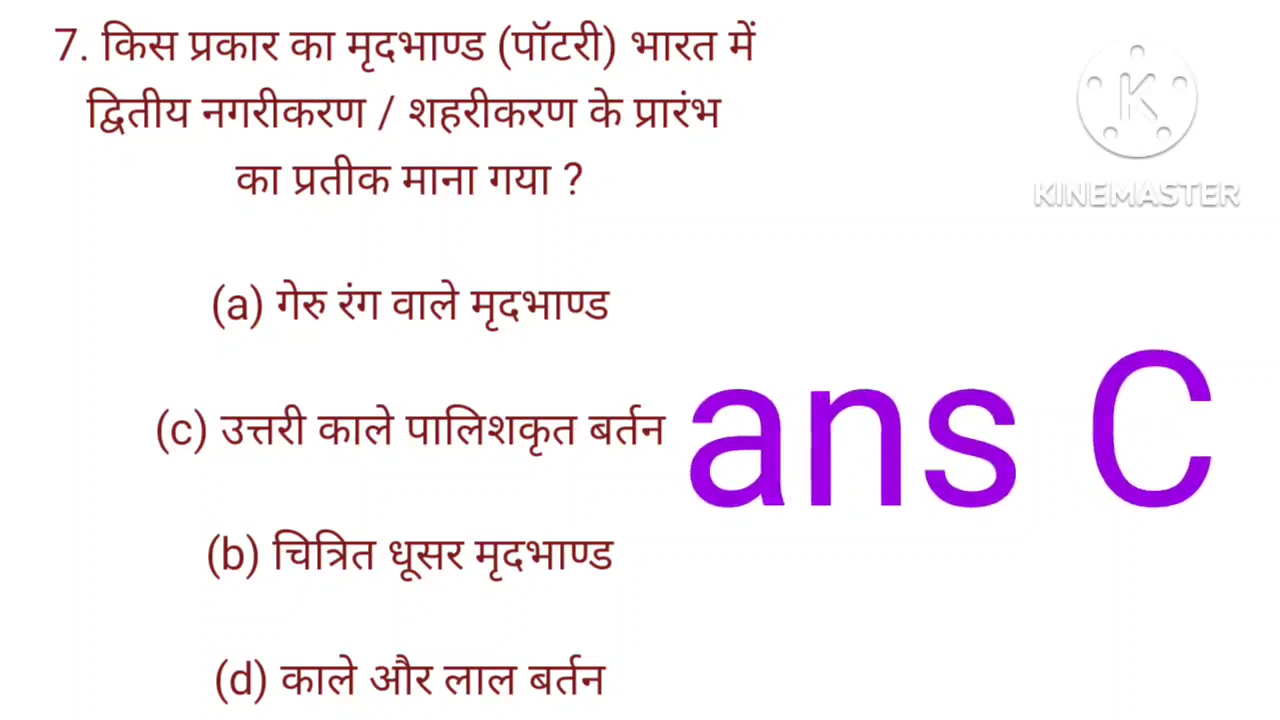 7. किस प्रकार का मृदभाण्ड (पॉटरी) भारत में
द्वितीय नगरीकरण / शहरीकरण के प्रारंभ
का प्रतीक माना गया ?
(a) गेरु रंग वाले मृदभाण्ड
(c) उत्तरी काले पालिशकृत बर्तन
(b) चित्रित धूसर मृदभाण्ड
(d) काले और लाल बर्तन
ans C
K
KINEMASTER